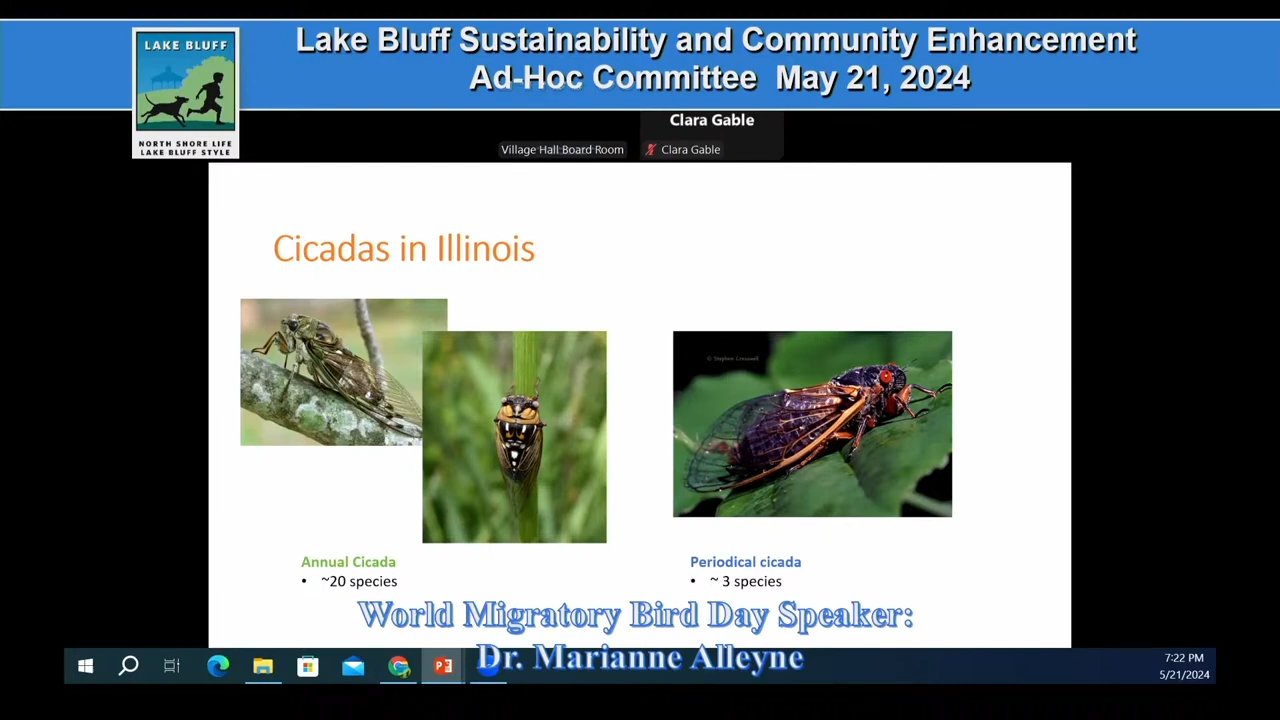 Lake Bluff Sustainability and Community Enhancement
Ad-Hoc Committee May 21, 2024
LAKE BLUFF
NORTH SHORE LIFE
LAKE BLUFF STYLE
Clara Gable
Village Hall Board Room
Clara Gable
Cicadas in Illinois
© Stephen Cresswell
Annual Cicada
• ~20 species
Periodical cicada
• ~ 3 species
World Migratory Bird Day Speaker:
Dr. Marianne Alleyne
7:22 PM
5/21/2024